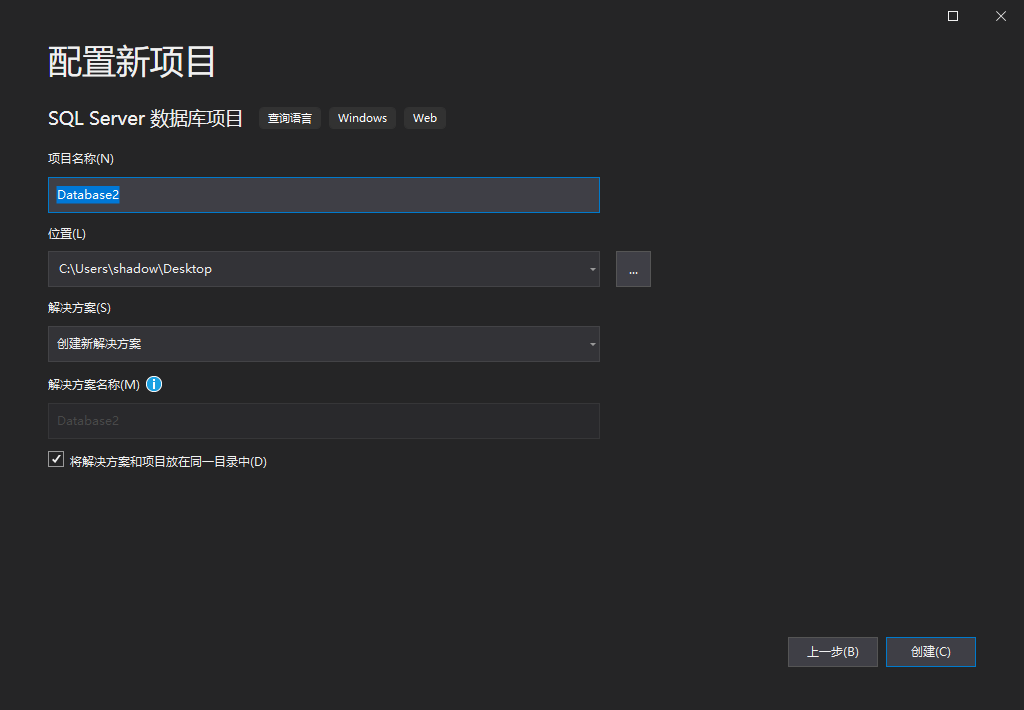 配置新项目
SQL Server 数据库项目 查询语言 Windows Web
项目名称(N)
Database2
位置(L)
C:\Users\shadow\Desktop ...
解决方案(S)
创建新解决方案
解决方案名称(M)
Database2
将解决方案和项目放在同一目录中(D)
上一步(B) 创建(C)